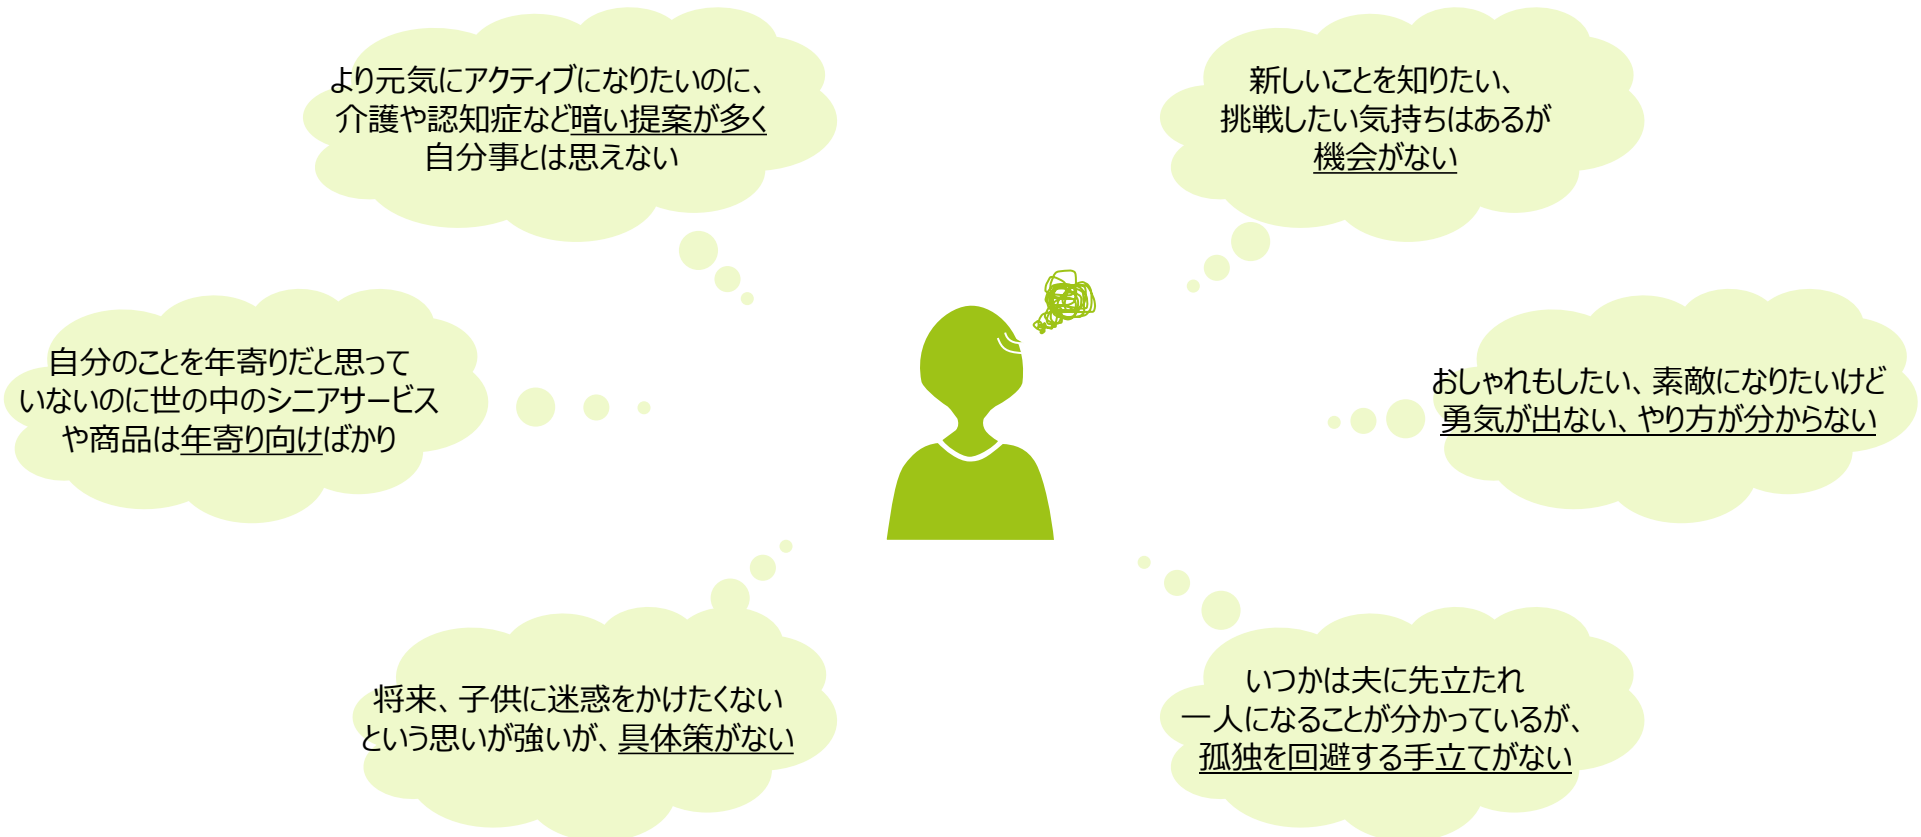 より元気にアクティブになりたいのに、
介護や認知症など暗い提案が多く
自分事とは思えない
新しいことを知りたい、
挑戦したい気持ちはあるが
機会がない
自分のことを年寄りだと思って
いないのに世の中のシニアサービス
や商品は年寄り向けばかり
おしゃれもしたい、素敵になりたいけど
勇気が出ない、やり方が分からない
将来、子供に迷惑をかけたくない
という思いが強いが、具体策がない
いつかは夫に先立たれ
一人になることが分かっているが、
孤独を回避する手立てがない